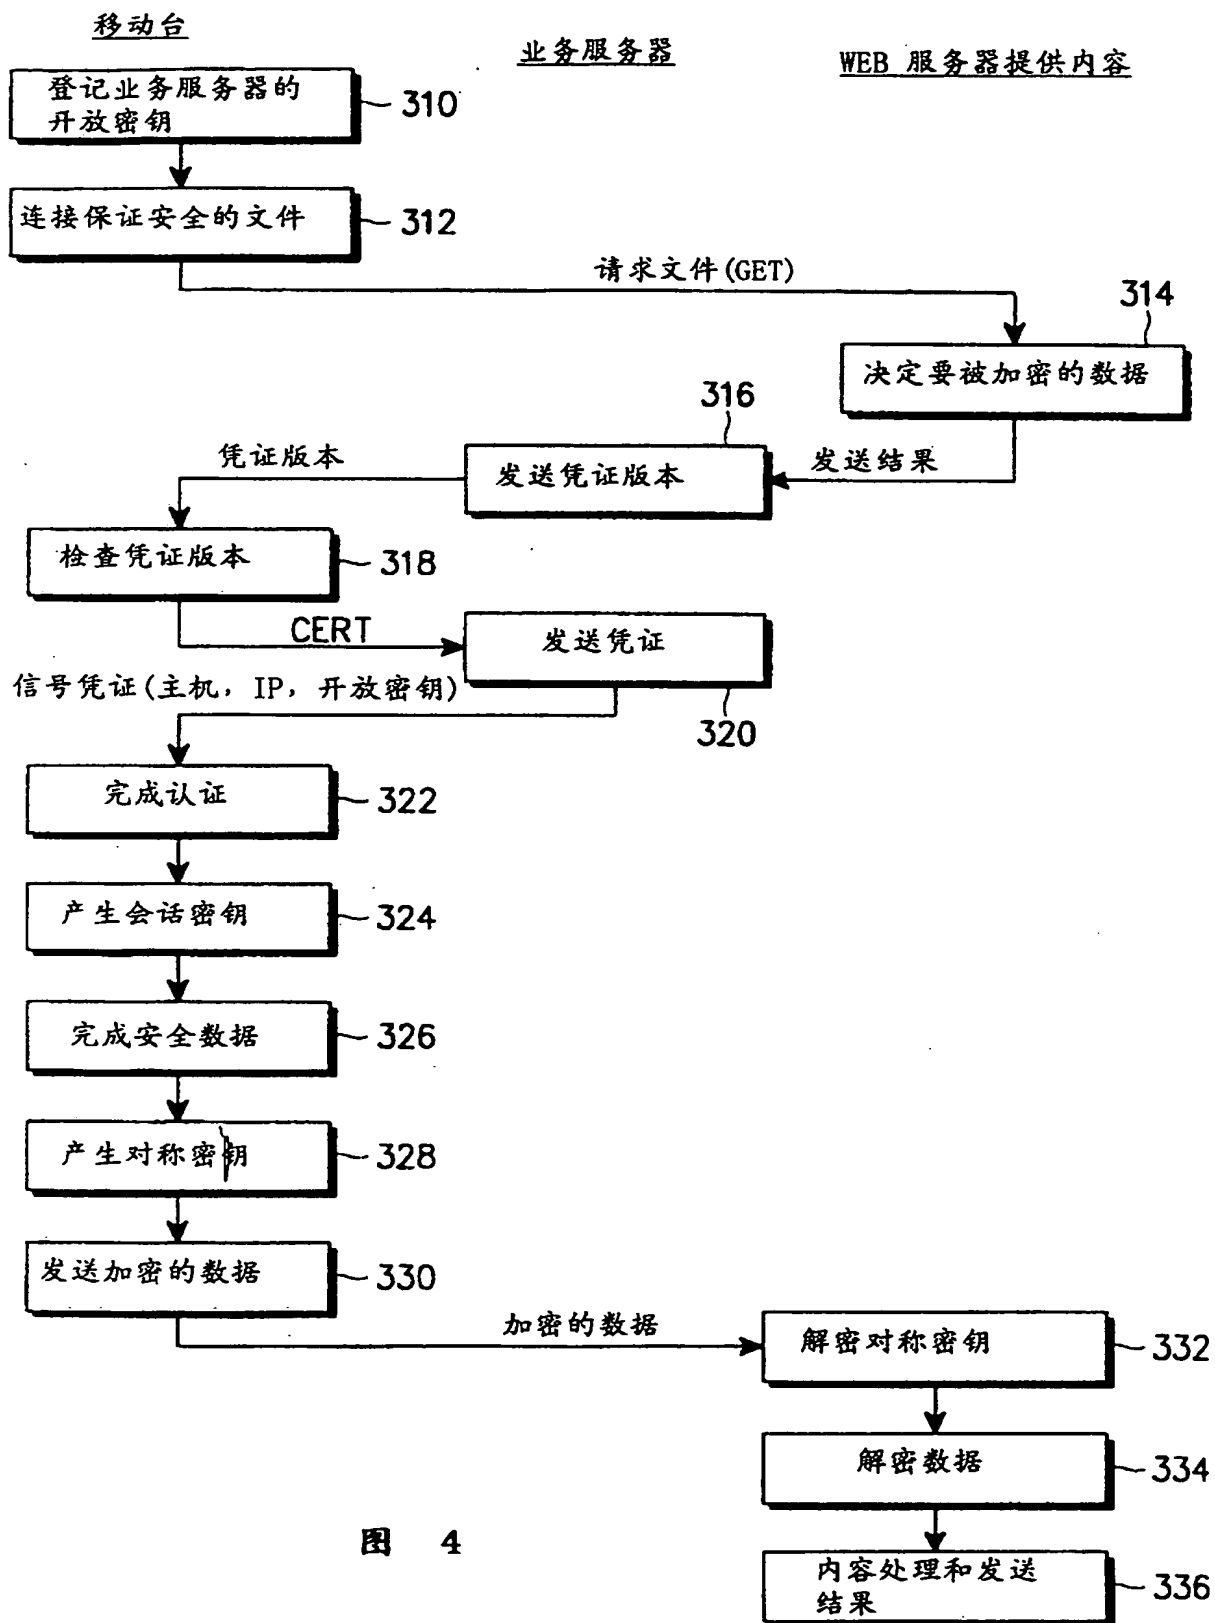 移动台
业务服务器
WEB 服务器提供内容
登记业务服务器的
开放密钥
310
连接保证安全的文件
312
请求文件(GET)
314
决定要被加密的数据
316
凭证版本
发送凭证版本
发送结果
检查凭证版本
318
CERT
发送凭证
信号凭证(主机，IP，开放密钥)
320
完成认证
322
产生会话密钥
324
完成安全数据
326
产生对称密钥
328
发送加密的数据
330
加密的数据
解密对称密钥
332
解密数据
334
图 4
内容处理和发送
结果
336